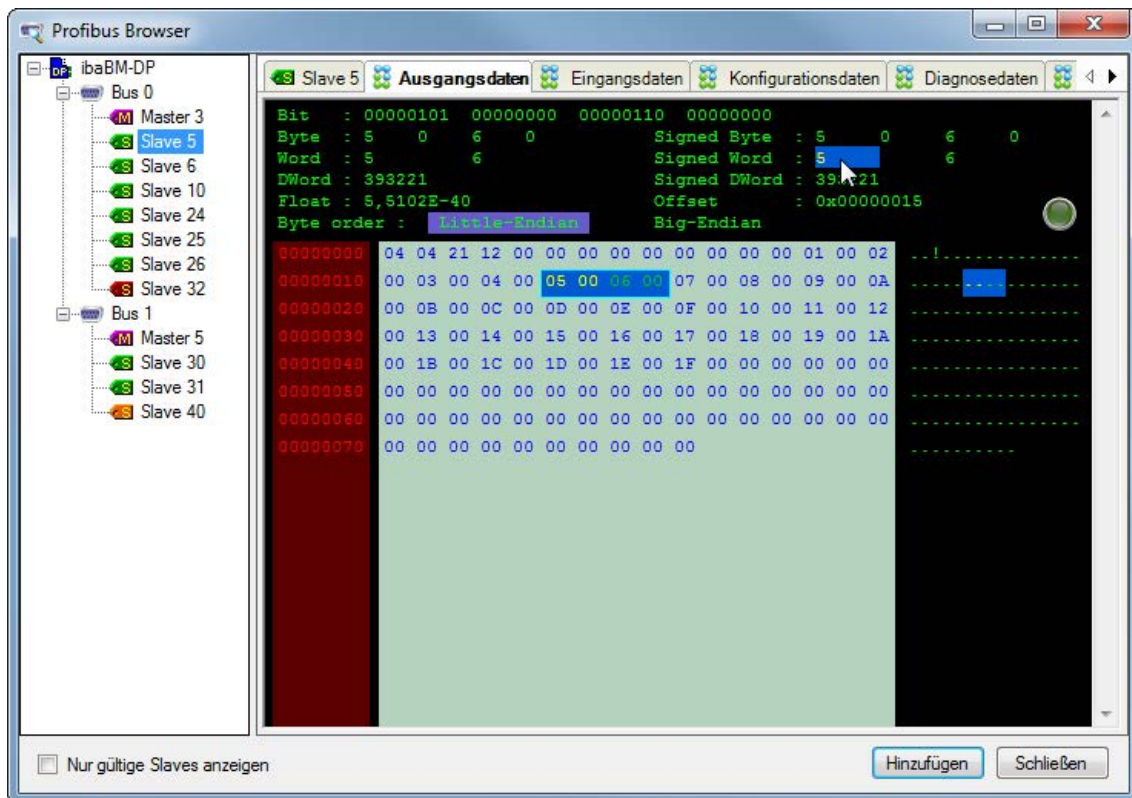 Profibus Browser
ibaBM-DP
Bus 0
Master 3
Slave 5
Slave 6
Slave 10
Slave 24
Slave 25
Slave 26
Slave 32
Bus 1
Master 5
Slave 30
Slave 31
Slave 40
Slave 5 Ausgangsdaten Eingangsdaten Konfigurationsdaten Diagnosedaten
Bit : 00000101 00000000 00000110 00000000
Byte : 5 0 6 0 Signed Byte : 5 0 6 0
Word : 5 6 Signed Word : 5 6
DWord : 393221 Signed DWord : 393221
Float : 5,5102E-40 Offset : 0x00000015
Byte order : Little-Endian Big-Endian
00000000 04 04 21 12 00 00 00 00 00 00 00 00 00 01 00 02 ..!.............
00000010 00 03 00 04 00 05 00 06 00 07 00 08 00 09 00 0A ................
00000020 00 0B 00 0C 00 0D 00 0E 00 0F 00 10 00 11 00 12 ................
00000030 00 13 00 14 00 15 00 16 00 17 00 18 00 19 00 1A ................
00000040 00 1B 00 1C 00 1D 00 1E 00 1F 00 00 00 00 00 00 ................
00000050 00 00 00 00 00 00 00 00 00 00 00 00 00 00 00 00 ................
00000060 00 00 00 00 00 00 00 00 00 00 00 00 00 00 00 00 ................
00000070 00 00 00 00 00 00 00 00 00 00 ..........
Nur gültige Slaves anzeigen
Hinzufügen Schließen